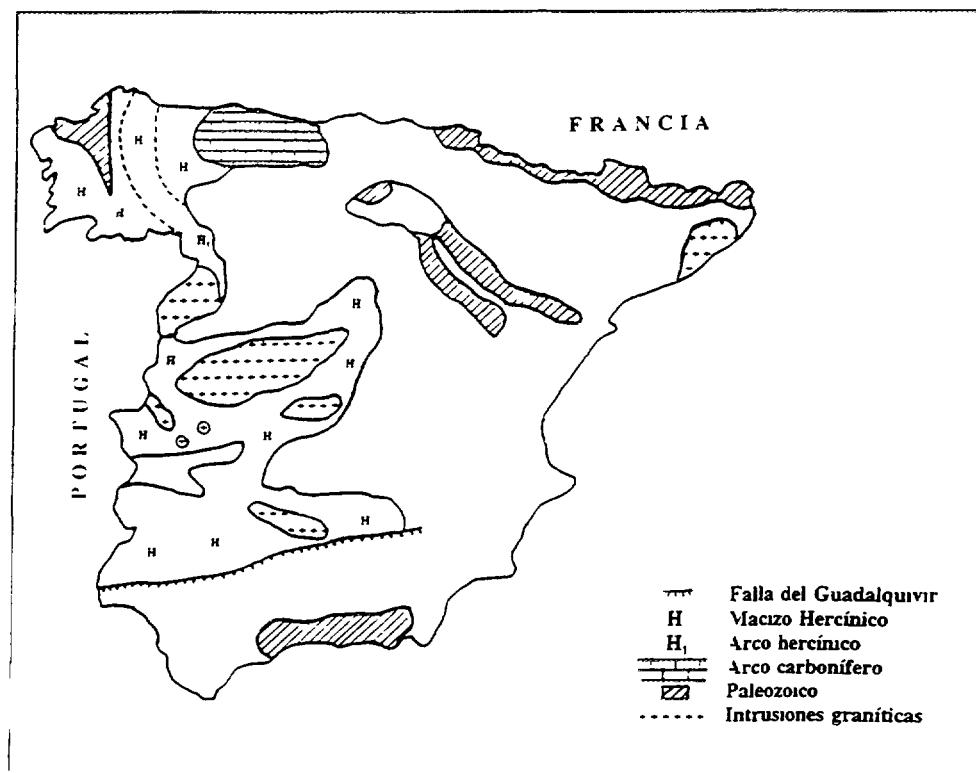 FRANCIA
H
H
H
H
H₁
PORTUGAL
H
H
H
H
H
H
H
H
Falla del Guadalquivir
H Macizo Hercínico
H₁ Arco hercínico
Arco carbonífero
Paleozoico
Intrusiones graníticas